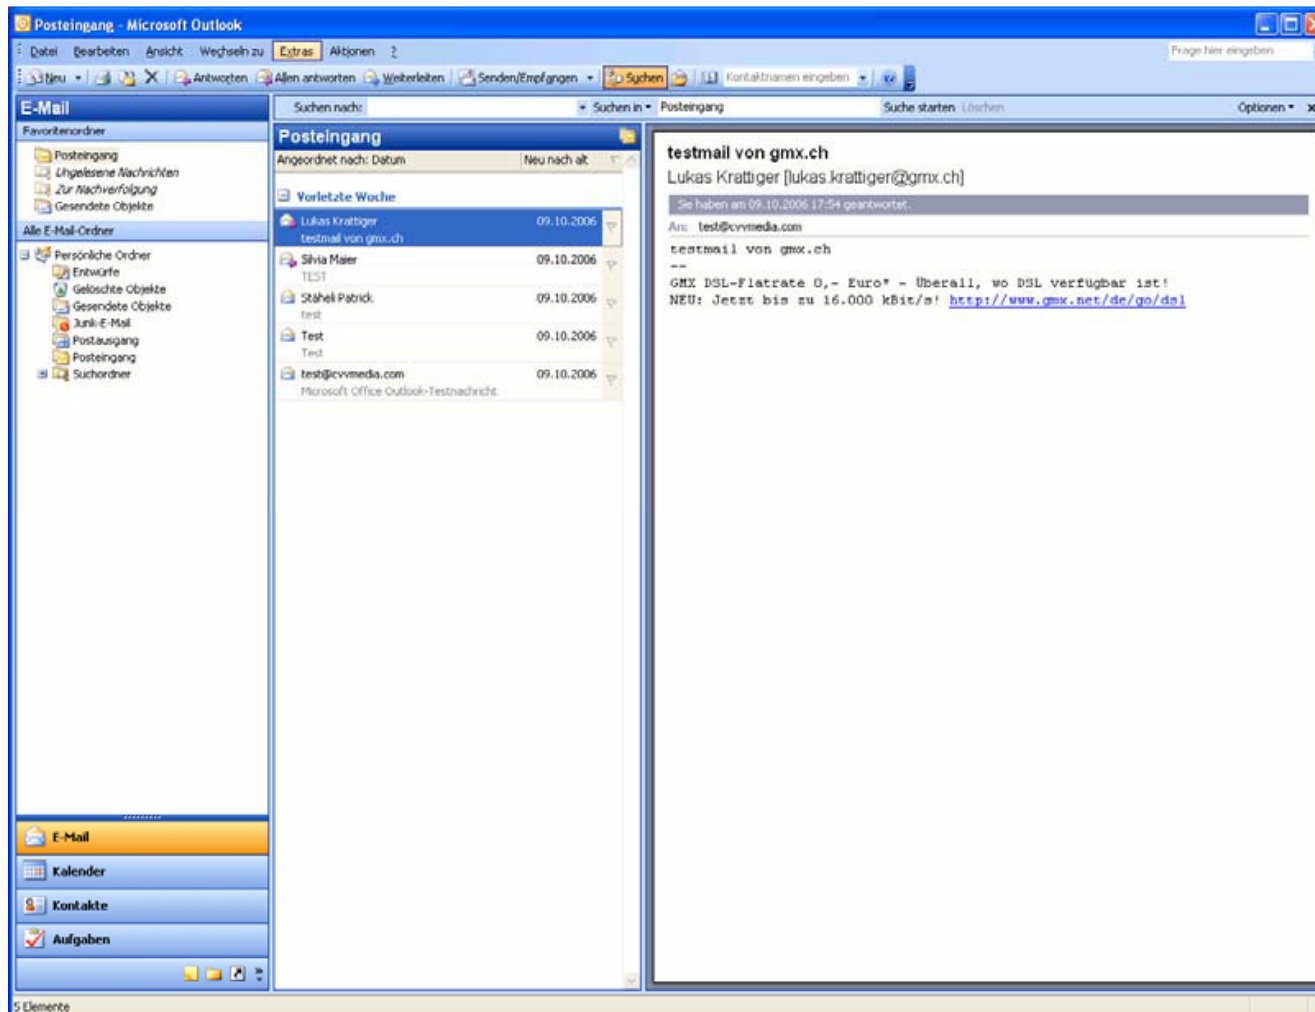 Posteingang - Microsoft Outlook
Datei Bearbeiten Ansicht Wechseln zu Extras Aktionen ? Frage hier eingeben
Neu Antworten Allen antworten Weiterleiten Senden/Empfangen Suchen Kontaktnamen eingeben
E-Mail
Suchen nach: Suchen in Posteingang Suche starten Löschen Optionen
Favoritenordner
Posteingang
Ungelesene Nachrichten
Zur Nachverfolgung
Gesendete Objekte
Alle E-Mail-Ordner
Persönliche Ordner
Entwürfe
Gelöschte Objekte
Gesendete Objekte
Junk-E-Mail
Postausgang
Posteingang
Suchordner
E-Mail
Kalender
Kontakte
Aufgaben
Posteingang
Angeordnet nach: Datum Neu nach alt
Vorletzte Woche
Lukas Krattiger 09.10.2006
testmail von gmx.ch
Silvia Maier 09.10.2006
TEST
Stäheli Patrick 09.10.2006
test
Test 09.10.2006
Test
test@cvvmedia.com 09.10.2006
Microsoft Office Outlook-Testnachricht
testmail von gmx.ch
Lukas Krattiger [lukas.krattiger@gmx.ch]
Sie haben am 09.10.2006 17:54 geantwortet.
An: test@cvvmedia.com
testmail von gmx.ch
--
GMX DSL-Flatrate 0,- Euro* - Überall, wo DSL verfügbar ist!
NEU: Jetzt bis zu 16.000 kBit/s! http://www.gmx.net/de/go/dsl
5 Elemente